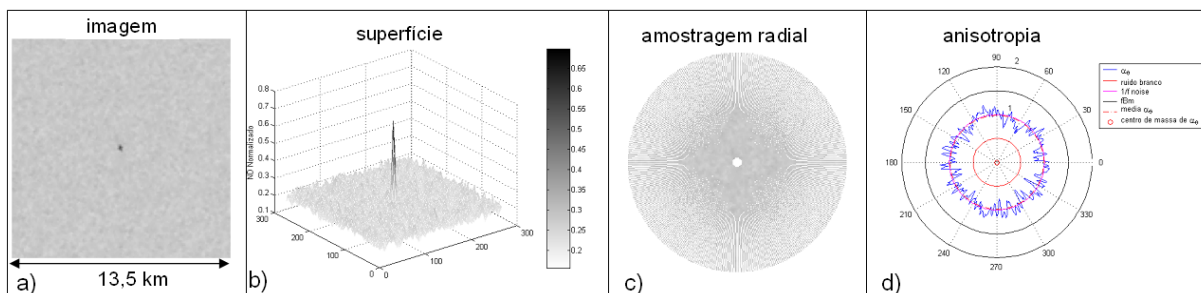 imagem
13,5 km
a)
superfície
ND Normalizado
0.8
0.7
0.6
0.5
0.4
0.3
0.2
0.1
300
200
100
0
0
100
200
300
0.65
0.6
0.55
0.5
0.45
0.4
0.35
0.3
0.25
0.2
b)
amostragem radial
c)
anisotropia
90
2
60
30
0
330
300
270
240
210
180
150
120
1
αθ
ruido branco
1/f noise
fBm
media αθ
centro de massa de αθ
d)